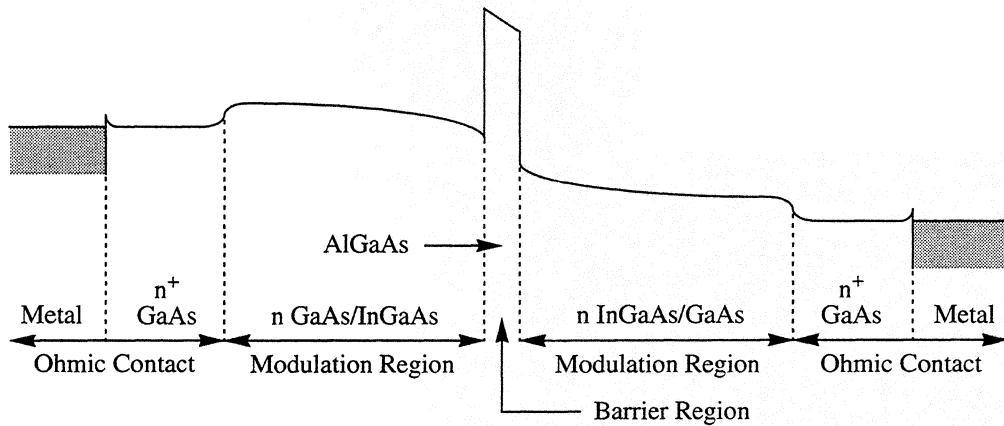 AlGaAs
n+ n+
Metal GaAs n GaAs/InGaAs n InGaAs/GaAs GaAs Metal
Ohmic Contact Modulation Region Modulation Region Ohmic Contact
Barrier Region